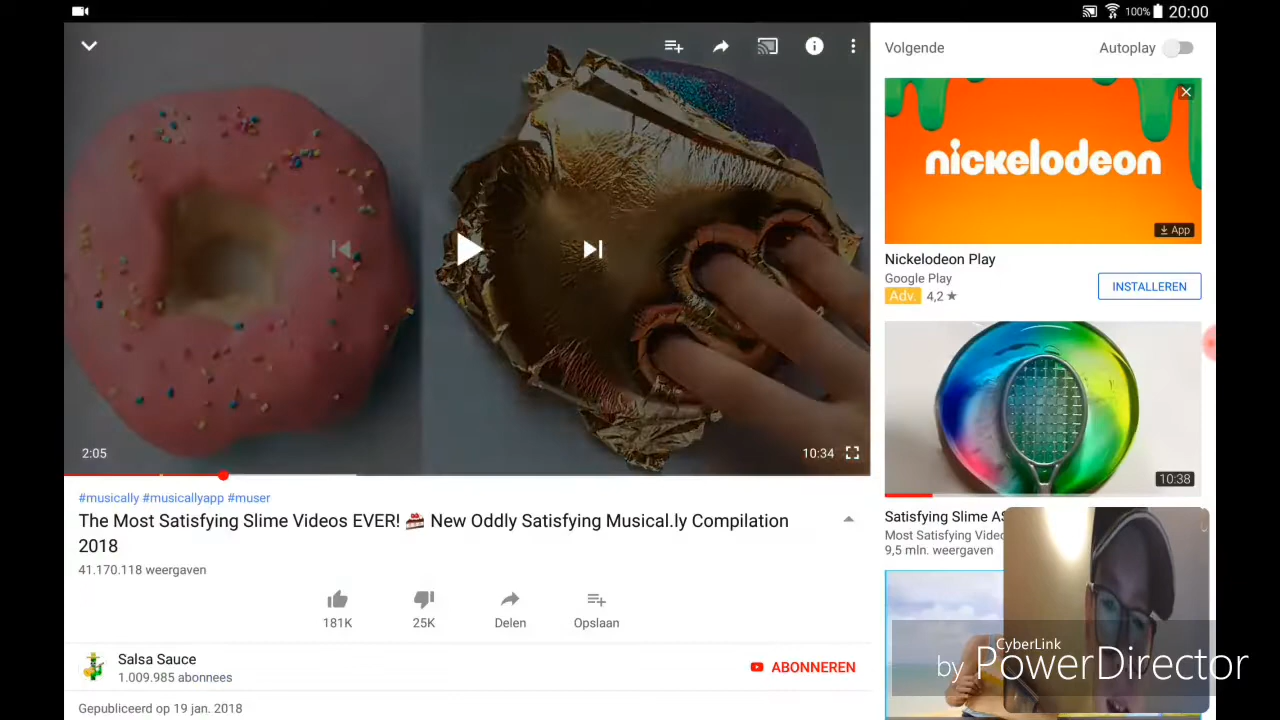 100% 20:00
Volgende
Autoplay
nickelodeon
App
Nickelodeon Play
Google Play
INSTALLEREN
Adv. 4,2 ★
2:05
10:34
10:38
#musically #musicallyapp #muser
The Most Satisfying Slime Videos EVER! 🍰 New Oddly Satisfying Musical.ly Compilation
2018
41.170.118 weergaven
Satisfying Slime AS
Most Satisfying Video
9,5 mln. weergaven
181K
25K
Delen
Opslaan
Salsa Sauce
1.009.985 abonnees
ABONNEREN
Gepubliceerd op 19 jan. 2018
CyberLink
by PowerDirector